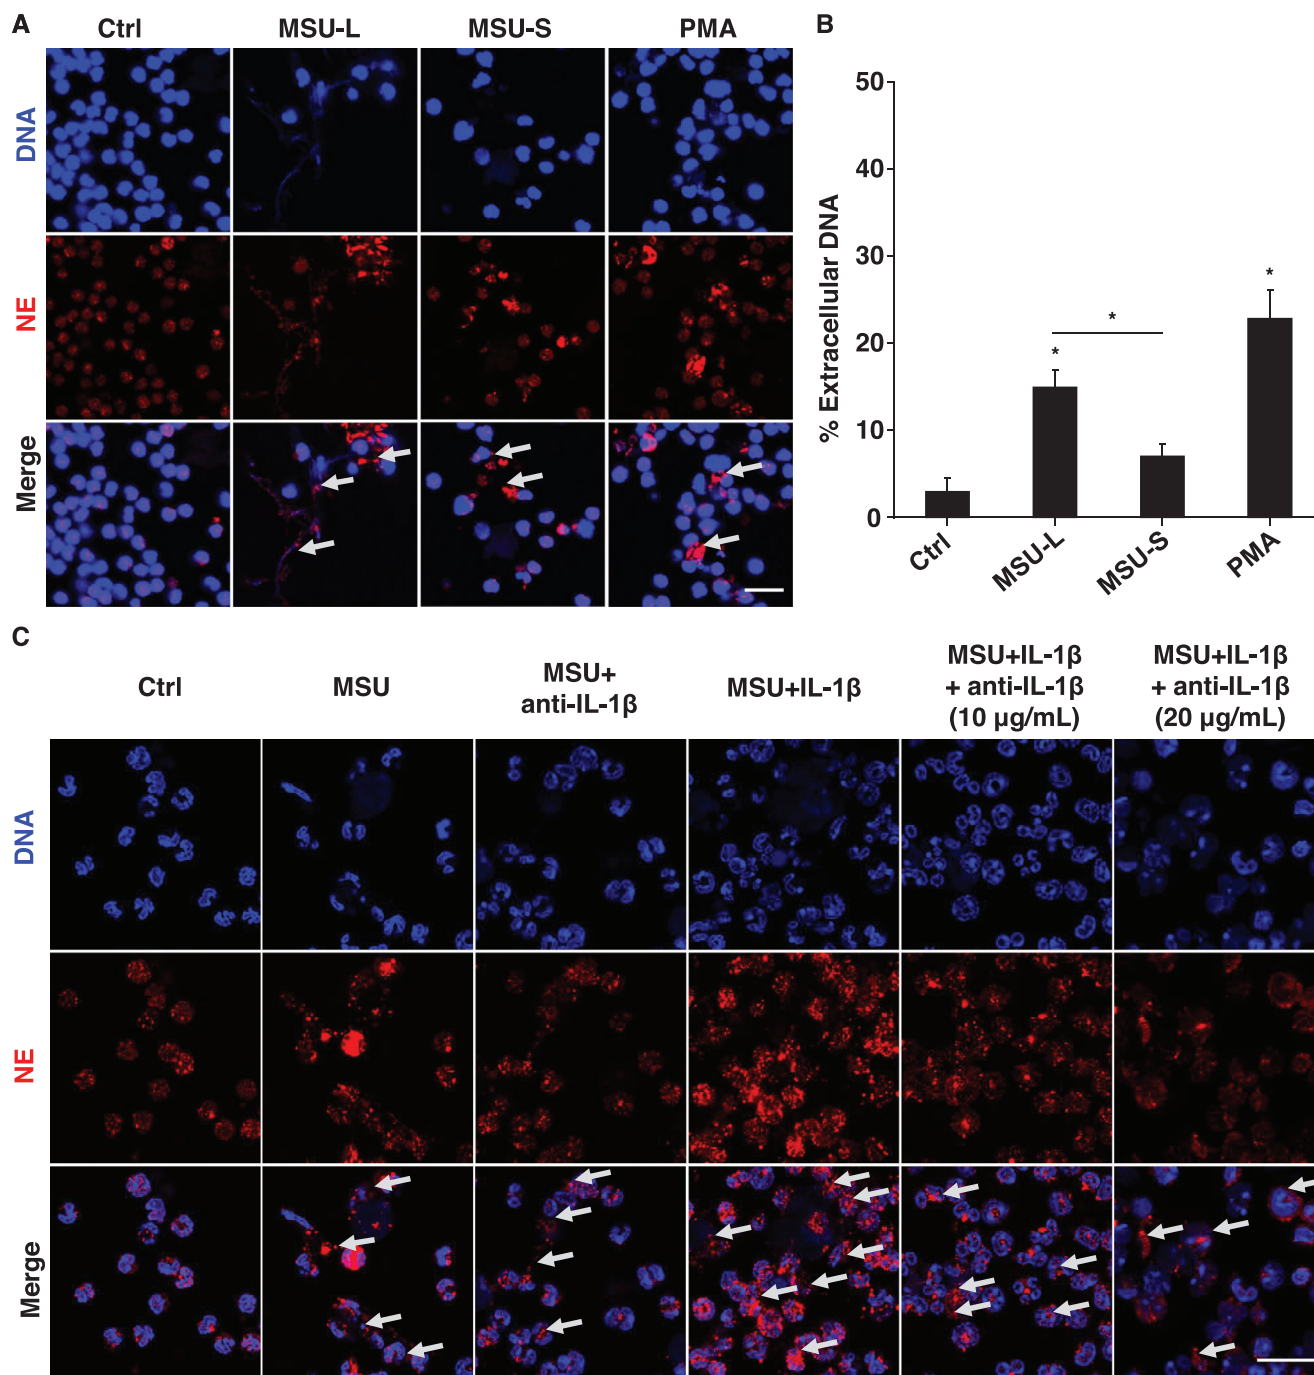 A
Ctrl
MSU-L
MSU-S
PMA
DNA
NE
Merge
B
% Extracellular DNA
50
40
30
20
10
0
*
*
*
Ctrl
MSU-L
MSU-S
PMA
C
Ctrl
MSU
MSU+
anti-IL-1β
MSU+IL-1β
MSU+IL-1β
+ anti-IL-1β
(10 µg/mL)
MSU+IL-1β
+ anti-IL-1β
(20 µg/mL)
DNA
NE
Merge